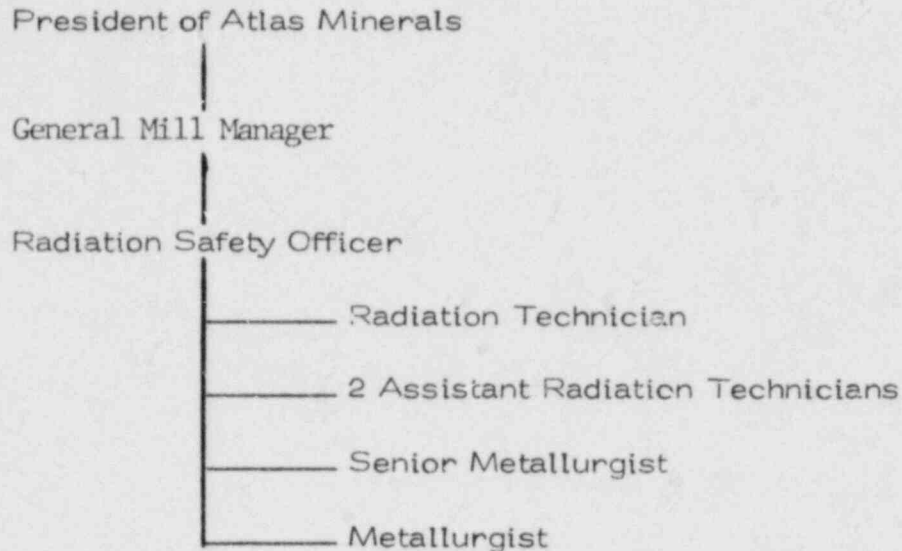 President of Atlas Minerals
General Mill Manager
Radiation Safety Officer
Radiation Technician
2 Assistant Radiation Technicians
Senior Metallurgist
Metallurgist